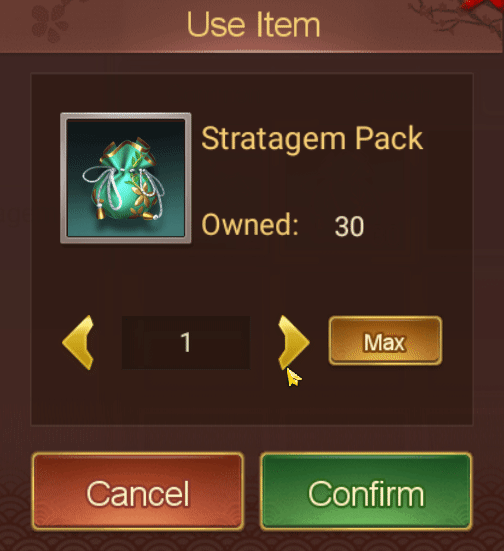 Use Item
Stratagem Pack
Owned: 30
1 Max
Cancel Confirm